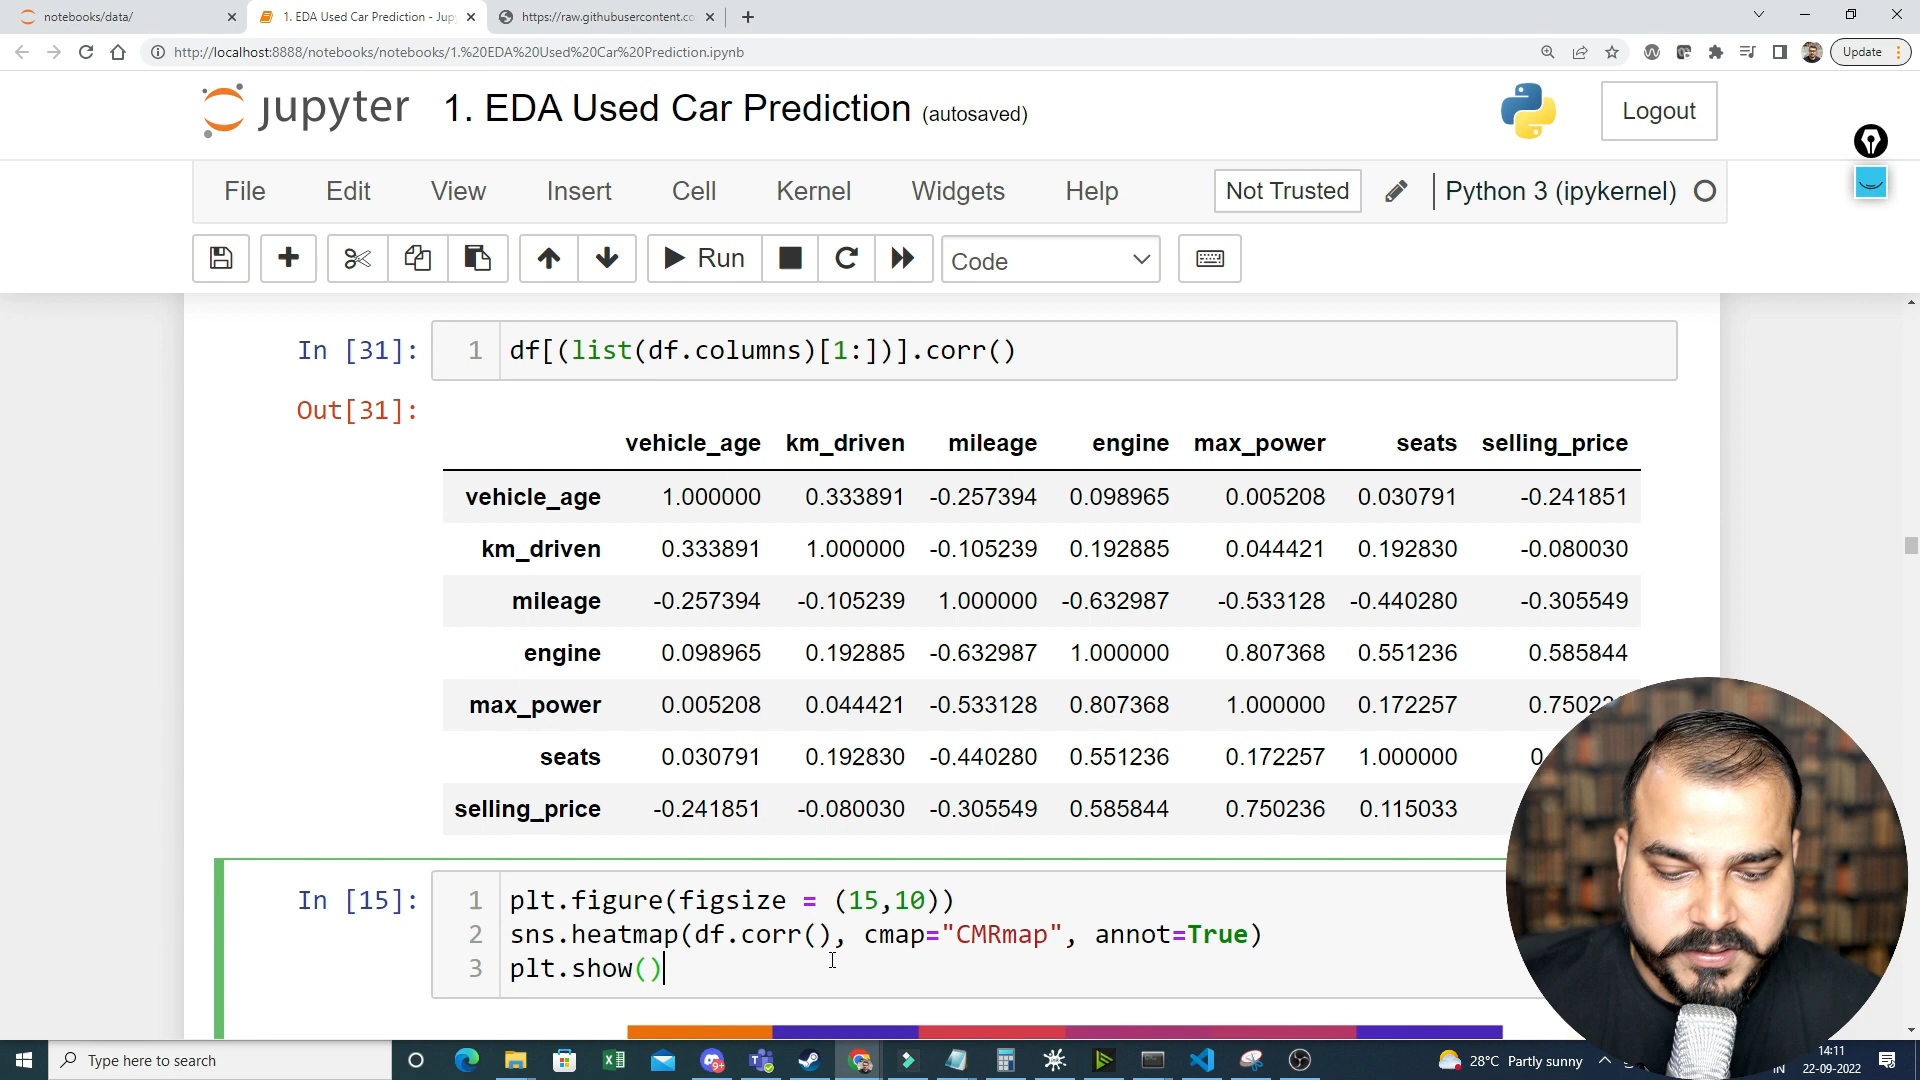 notebooks/data/
1. EDA Used Car Prediction - Jup
https://raw.githubusercontent.co
http://localhost:8888/notebooks/notebooks/1.%20EDA%20Used%20Car%20Prediction.ipynb
Update
jupyter 1. EDA Used Car Prediction (autosaved)
Logout
File Edit View Insert Cell Kernel Widgets Help Not Trusted Python 3 (ipykernel)
Run Code
In [31]: 1 df[(list(df.columns)[1:])].corr()
Out[31]:
vehicle_age km_driven mileage engine max_power seats selling_price
vehicle_age 1.000000 0.333891 -0.257394 0.098965 0.005208 0.030791 -0.241851
km_driven 0.333891 1.000000 -0.105239 0.192885 0.044421 0.192830 -0.080030
mileage -0.257394 -0.105239 1.000000 -0.632987 -0.533128 -0.440280 -0.305549
engine 0.098965 0.192885 -0.632987 1.000000 0.807368 0.551236 0.585844
max_power 0.005208 0.044421 -0.533128 0.807368 1.000000 0.172257
seats 0.030791 0.192830 -0.440280 0.551236 0.172257 1.000000
selling_price -0.241851 -0.080030 -0.305549 0.585844 0.750236 0.115033
In [15]: 1 plt.figure(figsize = (15,10))
2 sns.heatmap(df.corr(), cmap="CMRmap", annot=True)
3 plt.show()
Type here to search
28°C Partly sunny
IN
14:11
22-09-2022